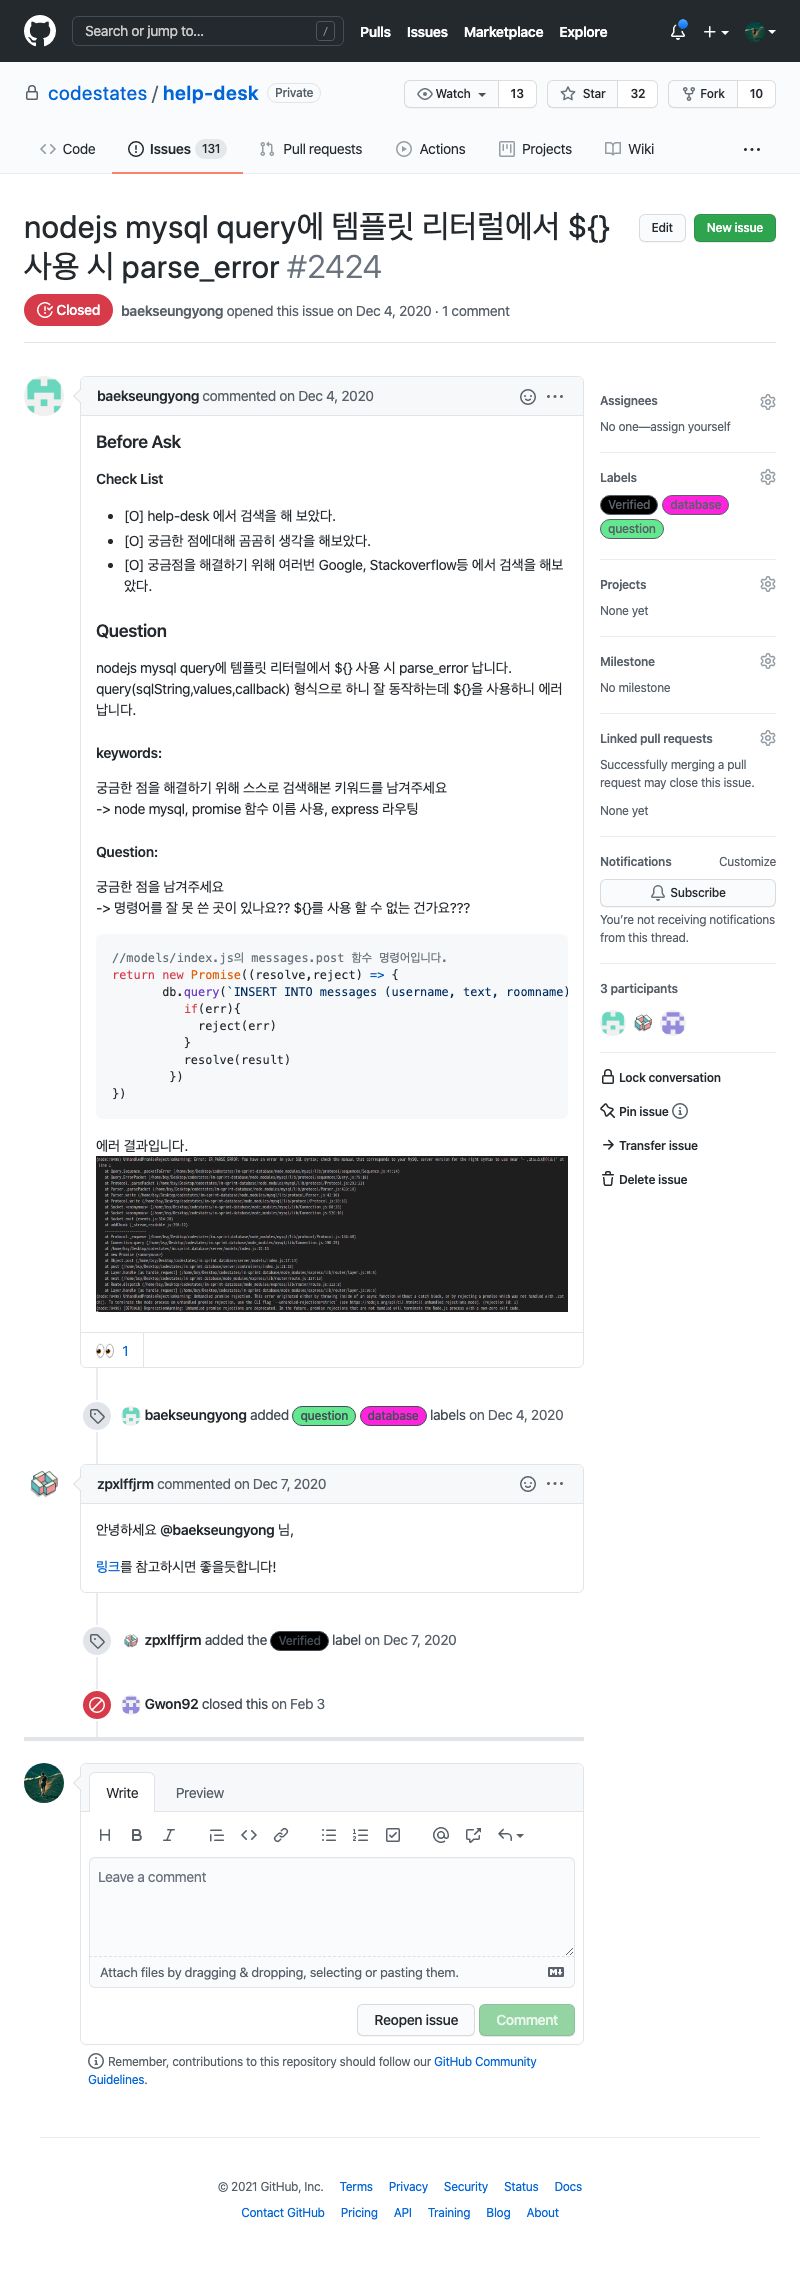 Search or jump to... /
Pulls Issues Marketplace Explore
codestates / help-desk Private
Watch 13 Star 32 Fork 10
Code Issues 131 Pull requests Actions Projects Wiki
nodejs mysql query에 템플릿 리터럴에서 ${}
사용 시 parse_error #2424
Edit New issue
Closed baekseungyong opened this issue on Dec 4, 2020 · 1 comment
baekseungyong commented on Dec 4, 2020
Before Ask
Check List
[O] help-desk 에서 검색을 해 보았다.
[O] 궁금한 점에대해 곰곰히 생각을 해보았다.
[O] 궁금점을 해결하기 위해 여러번 Google, Stackoverflow등 에서 검색을 해보
았다.
Question
nodejs mysql query에 템플릿 리터럴에서 ${} 사용 시 parse_error 납니다.
query(sqlString,values,callback) 형식으로 하니 잘 동작하는데 ${}을 사용하니 에러
납니다.
keywords:
궁금한 점을 해결하기 위해 스스로 검색해본 키워드를 남겨주세요
-> node mysql, promise 함수 이름 사용, express 라우팅
Question:
궁금한 점을 남겨주세요
-> 명령어를 잘 못 쓴 곳이 있나요?? ${}를 사용 할 수 없는 건가요???
//models/index.js의 messages.post 함수 명령어입니다.
return new Promise((resolve,reject) => {
db.query(`INSERT INTO messages (username, text, roomname)
if(err){
reject(err)
}
resolve(result)
})
})
에러 결과입니다.
1
baekseungyong added question database labels on Dec 4, 2020
zpxlffjrm commented on Dec 7, 2020
안녕하세요 @baekseungyong 님,
링크를 참고하시면 좋을듯합니다!
zpxlffjrm added the Verified label on Dec 7, 2020
Gwon92 closed this on Feb 3
Write Preview
Leave a comment
Attach files by dragging & dropping, selecting or pasting them.
Reopen issue Comment
Remember, contributions to this repository should follow our GitHub Community
Guidelines.
Assignees
No one—assign yourself
Labels
Verified database
question
Projects
None yet
Milestone
No milestone
Linked pull requests
Successfully merging a pull
request may close this issue.
None yet
Notifications Customize
Subscribe
You're not receiving notifications
from this thread.
3 participants
Lock conversation
Pin issue
Transfer issue
Delete issue
© 2021 GitHub, Inc. Terms Privacy Security Status Docs
Contact GitHub Pricing API Training Blog About